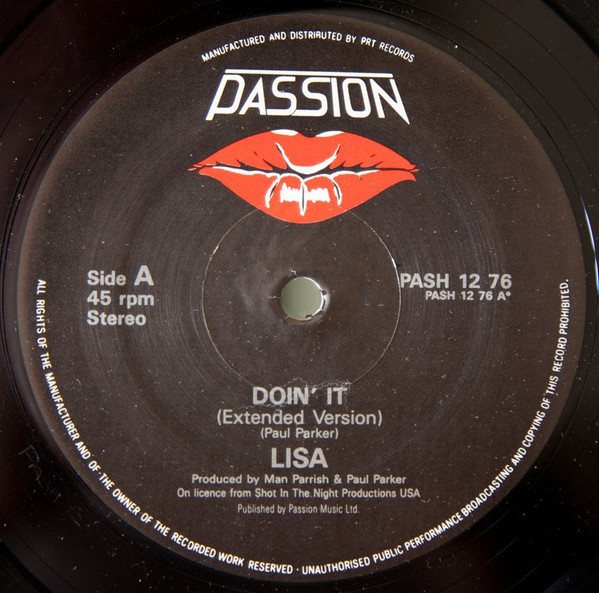 MANUFACTURED AND DISTRIBUTED BY PRT RECORDS
PASSION
Side A
45 rpm
Stereo
PASH 12 76
PASH 12 76 A*
DOIN' IT
(Extended Version)
(Paul Parker)
LISA
Produced by Man Parrish & Paul Parker
On licence from Shot In The Night Productions USA
Published by Passion Music Ltd.
ALL RIGHTS OF THE MANUFACTURER AND OF THE OWNER OF THE RECORDED WORK RESERVED · UNAUTHORISED PUBLIC PERFORMANCE BROADCASTING AND COPYING OF THIS RECORD PROHIBITED.